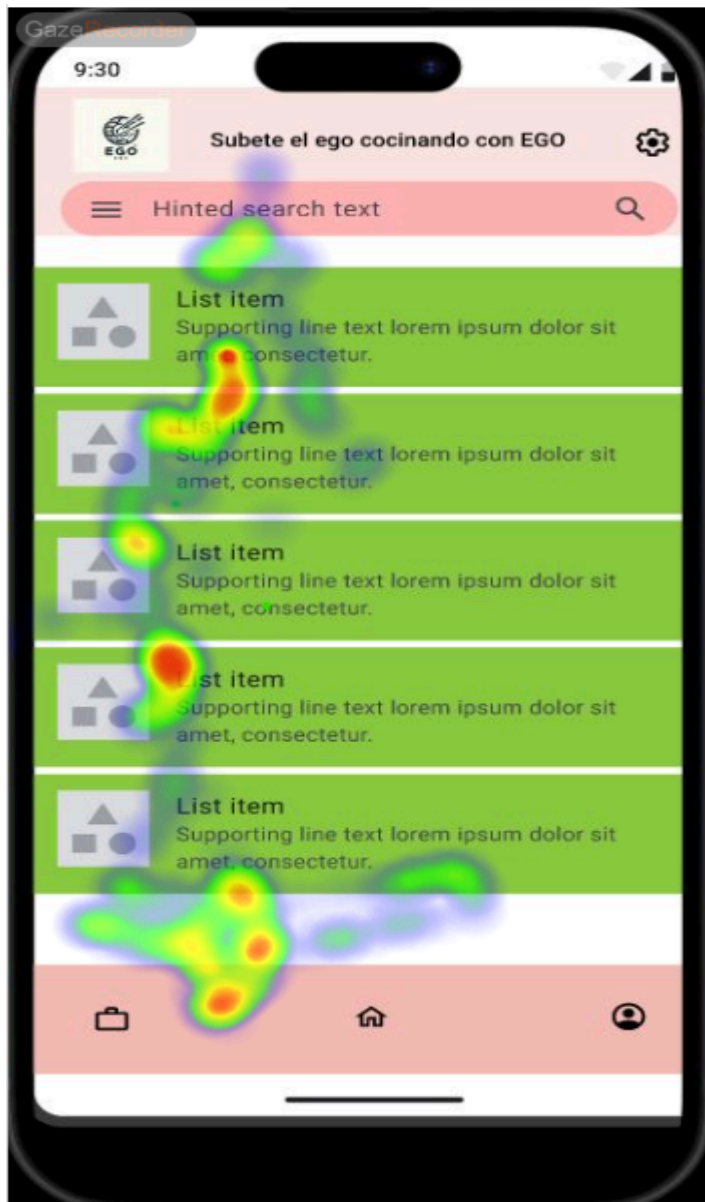 GazeRecorder
9:30
EGO
Subete el ego cocinando con EGO
Hinted search text
List item
Supporting line text lorem ipsum dolor sit
amet, consectetur.
List item
Supporting line text lorem ipsum dolor sit
amet, consectetur.
List item
Supporting line text lorem ipsum dolor sit
amet, consectetur.
List item
Supporting line text lorem ipsum dolor sit
amet, consectetur.
List item
Supporting line text lorem ipsum dolor sit
amet, consectetur.